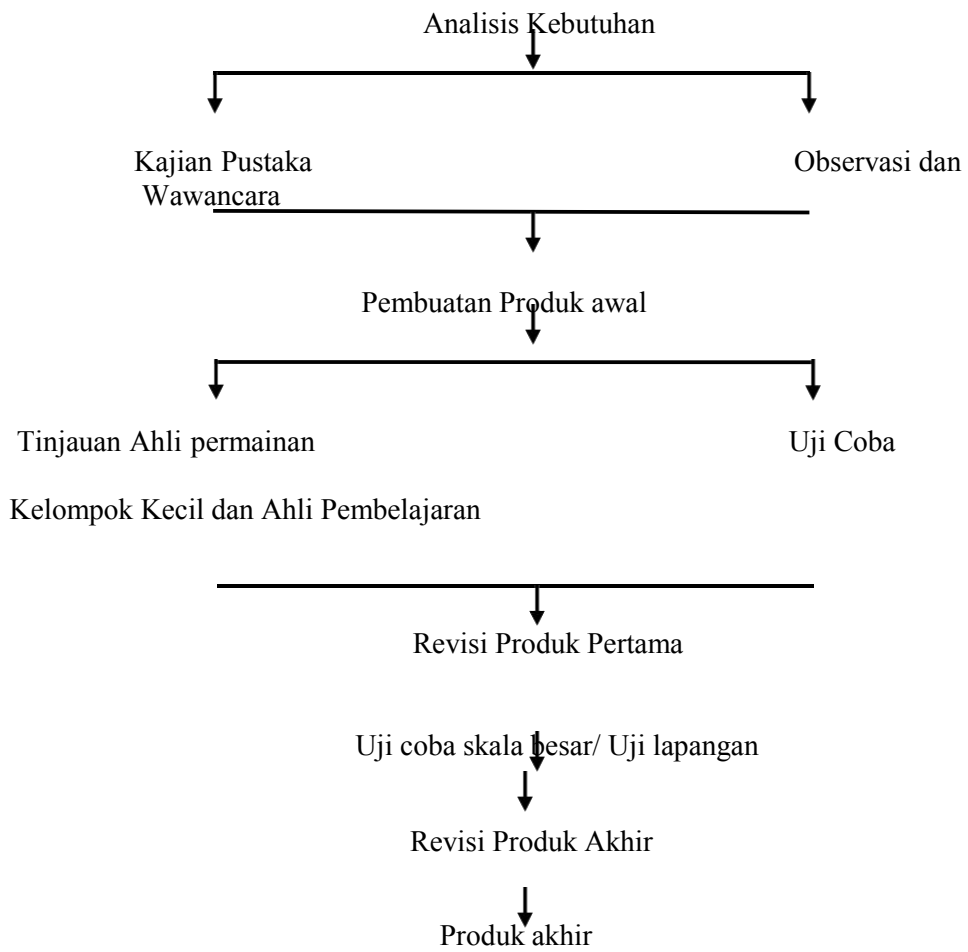 Analisis Kebutuhan
Kajian Pustaka Observasi dan
Wawancara
Pembuatan Produk awal
Tinjauan Ahli permainan Uji Coba
Kelompok Kecil dan Ahli Pembelajaran
Revisi Produk Pertama
Uji coba skala besar/ Uji lapangan
Revisi Produk Akhir
Produk akhir